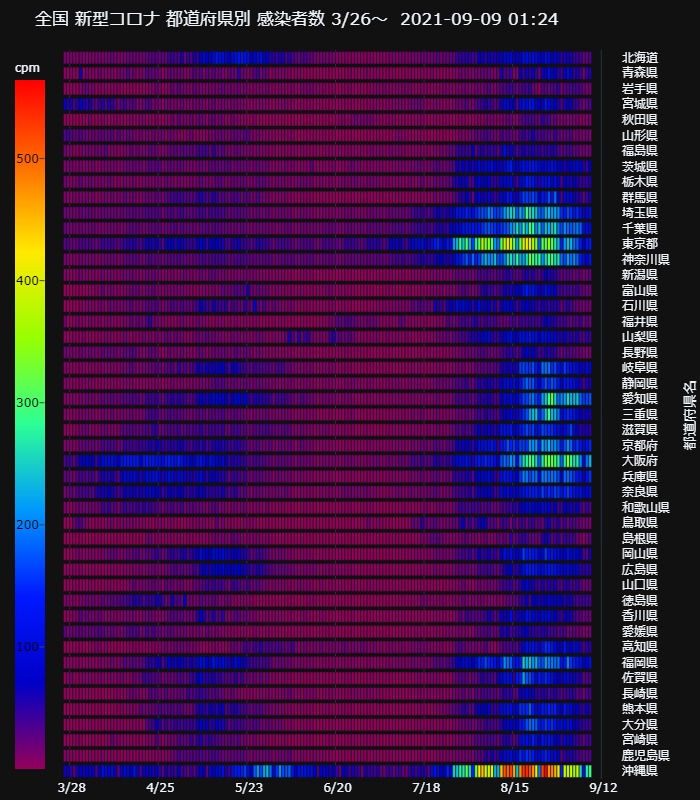 全国 新型コロナ 都道府県別 感染者数 3/26～ 2021-09-09 01:24
cpm
500
400
300
200
100
北海道
青森県
岩手県
宮城県
秋田県
山形県
福島県
茨城県
栃木県
群馬県
埼玉県
千葉県
東京都
神奈川県
新潟県
富山県
石川県
福井県
山梨県
長野県
岐阜県
静岡県
愛知県
三重県
滋賀県
京都府
大阪府
兵庫県
奈良県
和歌山県
鳥取県
島根県
岡山県
広島県
山口県
徳島県
香川県
愛媛県
高知県
福岡県
佐賀県
長崎県
熊本県
大分県
宮崎県
鹿児島県
沖縄県
都道府県名
3/28 4/25 5/23 6/20 7/18 8/15 9/12